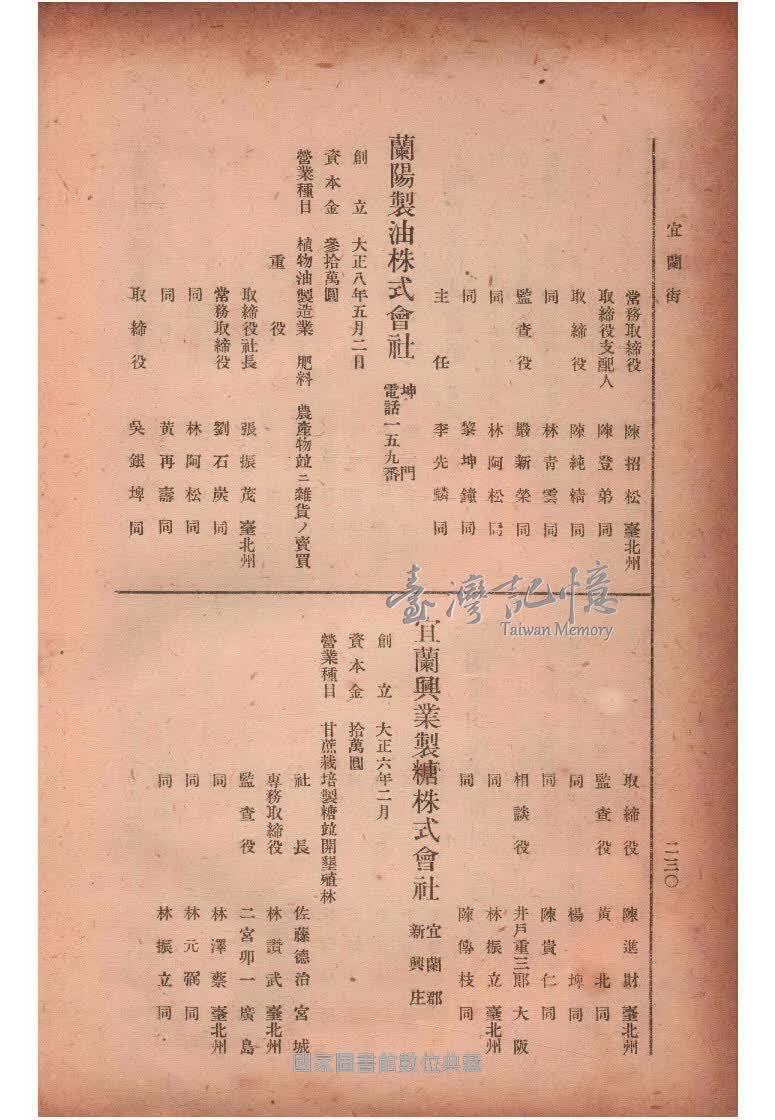 宜蘭街
二三〇
常務取締役 陳招松 臺北州
取締役支配人 陳登弟 同
取締役 陳純精 同
同 林青雲 同
監査役 嚴新榮 同
同 林阿松 同
同 黎坤鐘 同
主任 李先麟 同
蘭陽製油株式會社 坤門 電話一五九番
創立 大正八年五月二日
資本金 參拾萬圓
營業種目 植物油製造業 肥料 農產物竝ニ雜貨ノ賣買
重役
取締役社長 張振茂 臺北州
常務取締役 劉石炭 同
同 林阿松 同
同 黃再壽 同
取締役 吳銀埤 同
取締役 陳進財 臺北州
監査役 黃北 同
同 楊埤 同
同 陳貴仁 同
相談役 井戶重三郎 大阪
同 林振立 臺北州
同 陳傳枝 同
宜蘭興業製糖株式會社 宜蘭郡 新興庄
創立 大正六年二月
資本金 拾萬圓
營業種目 甘蔗栽培製糖竝開墾殖林
社長 佐藤德治 宮城
專務取締役 林讚武 臺北州
監査役 二宮卯一 廣島
同 林澤蔡 臺北州
同 林元弼 同
同 林振立 同
臺灣記憶
Taiwan Memory
國家圖書館數位典藏